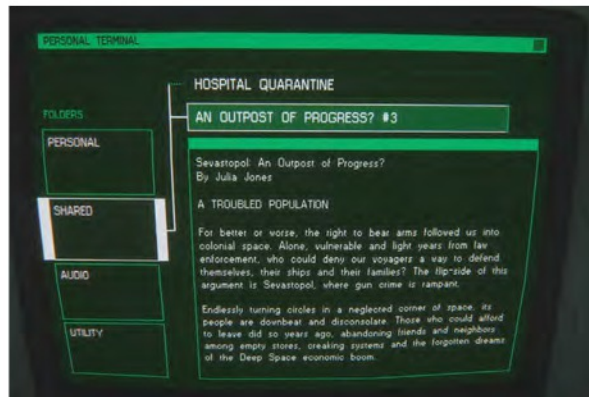 PERSONAL TERMINAL
HOSPITAL QUARANTINE
FOLDERS
AN OUTPOST OF PROGRESS? #3
PERSONAL
SHARED
AUDIO
UTILITY
Sevastopol: An Outpost of Progress?
By Julia Jones
A TROUBLED POPULATION
For better or worse, the right to bear arms followed us into
colonial space. Alone, vulnerable and light years from law
enforcement, who could deny our voyagers a way to defend
themselves, their ships and their families? The flip-side of this
argument is Sevastopol, where gun crime is rampant.
Endlessly turning circles in a neglected corner of space, its
people are downbeat and disconsolate. Those who could afford
to leave did so years ago, abandoning friends and neighbors
among empty stores, creaking systems and the forgotten dreams
of the Deep Space economic boom.